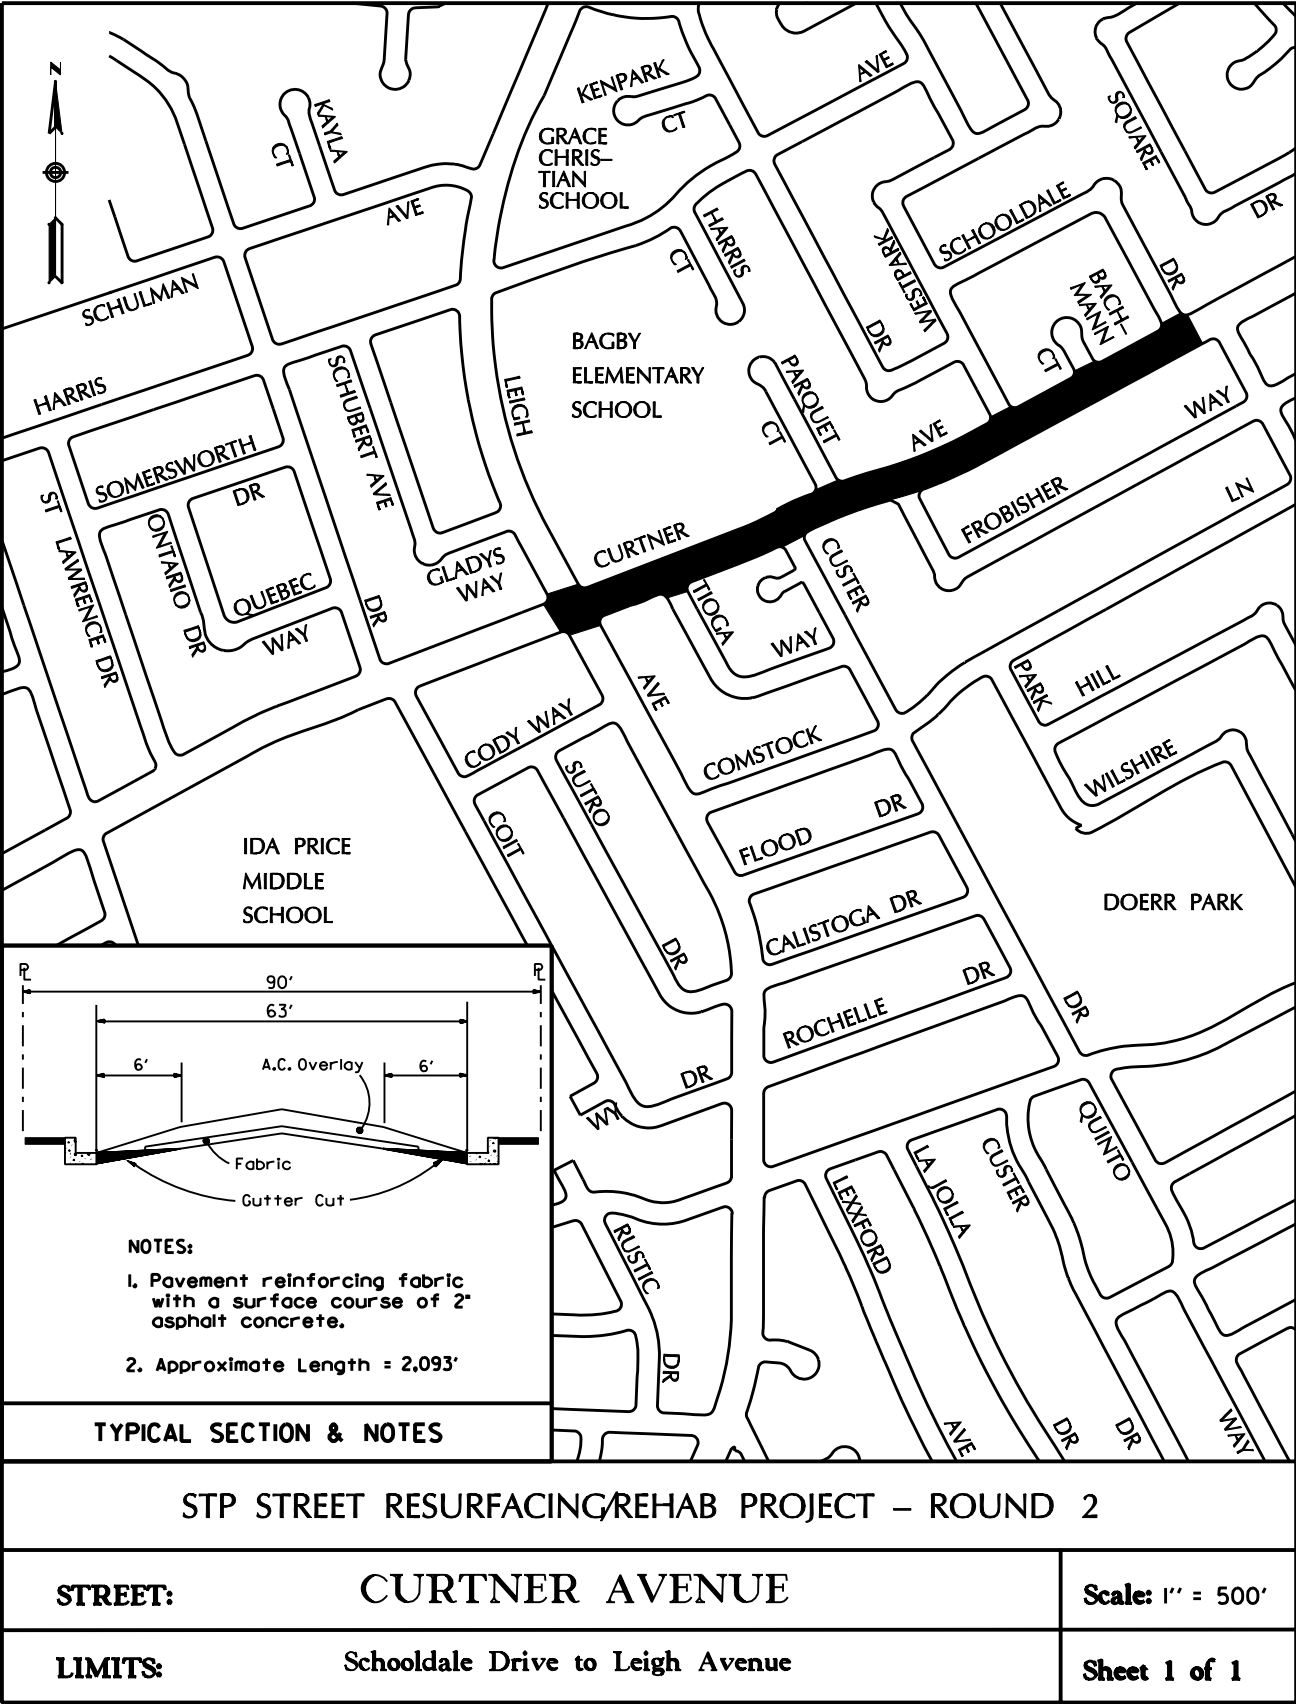 N
KAYLA
CT
KENPARK
CT
AVE
SQUARE
DR
GRACE
CHRIS–
TIAN
SCHOOL
AVE
SCHULMAN
HARRIS
HARRIS
CT
WESTPARK
DR
SCHOOLDALE
DR
BACH–
MANN
CT
BAGBY
ELEMENTARY
SCHOOL
LEIGH
PARQUET
CT
AVE
WAY
SCHUBERT AVE
SOMERSWORTH
DR
ST LAWRENCE DR
ONTARIO DR
QUEBEC
WAY
DR
GLADYS
WAY
CURTNER
FROBISHER
LN
CUSTER
TIOGA
WAY
AVE
CODY WAY
COMSTOCK
PARK
HILL
WILSHIRE
SUTRO
COIT
FLOOD
DR
IDA PRICE
MIDDLE
SCHOOL
CALISTOGA DR
DOERR PARK
DR
DR
ROCHELLE
DR
DR
WY
QUINTO
CUSTER
LA JOLLA
LEXXFORD
RUSTIC
DR
AVE
DR
DR
WAY
PL
PL
90'
63'
6'
A.C. Overlay
6'
Fabric
Gutter Cut
NOTES:
1. Pavement reinforcing fabric
with a surface course of 2"
asphalt concrete.
2. Approximate Length = 2,093'
TYPICAL SECTION & NOTES
STP STREET RESURFACING/REHAB PROJECT – ROUND 2
STREET:
CURTNER AVENUE
Scale: 1'' = 500'
LIMITS:
Schooldale Drive to Leigh Avenue
Sheet 1 of 1